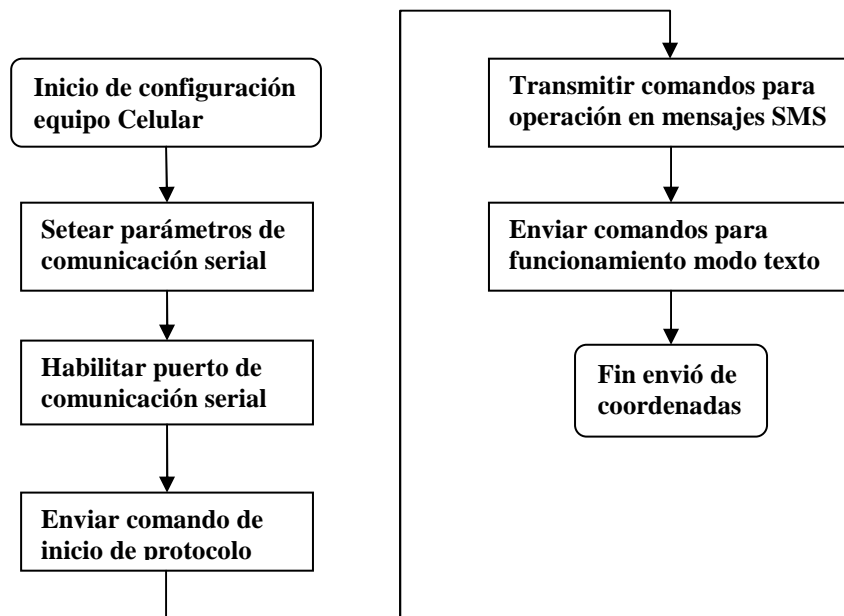 Inicio de configuración
equipo Celular
Setear parámetros de
comunicación serial
Habilitar puerto de
comunicación serial
Enviar comando de
inicio de protocolo
Transmitir comandos para
operación en mensajes SMS
Enviar comandos para
funcionamiento modo texto
Fin envió de
coordenadas